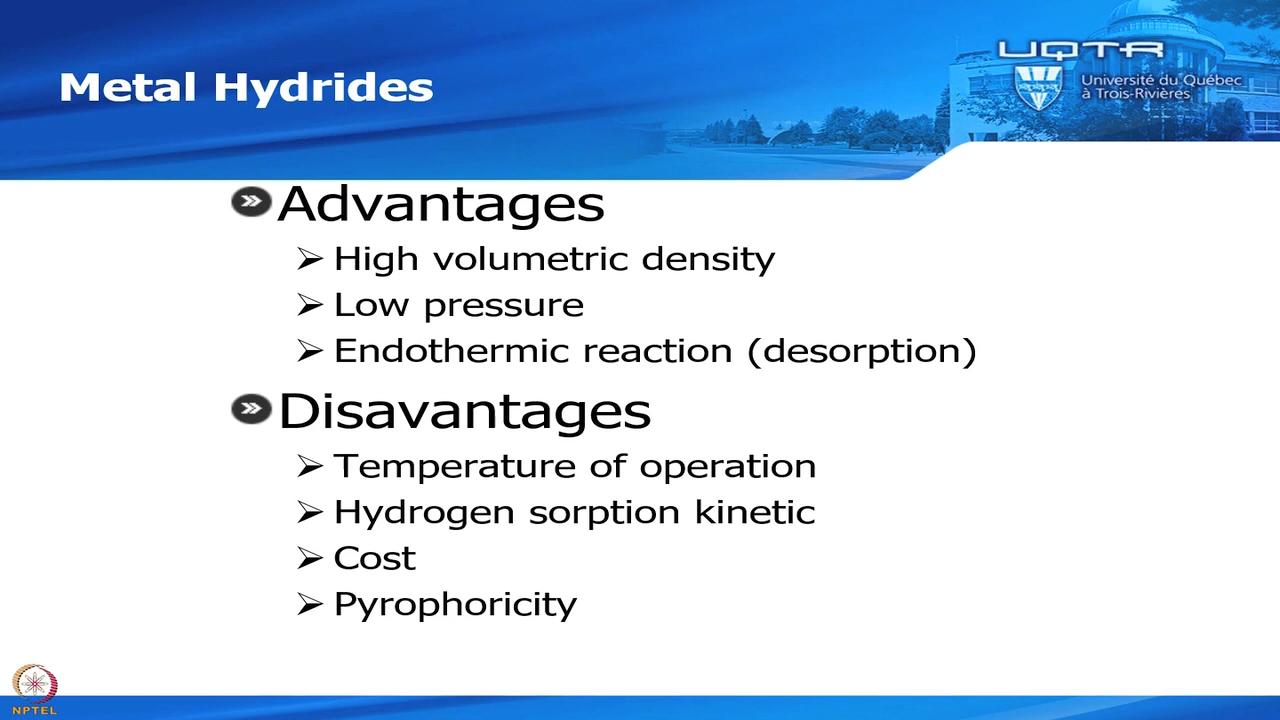 Metal Hydrides
UQTR
Université du Québec
à Trois-Rivières
Advantages
High volumetric density
Low pressure
Endothermic reaction (desorption)
Disavantages
Temperature of operation
Hydrogen sorption kinetic
Cost
Pyrophoricity
NPTEL